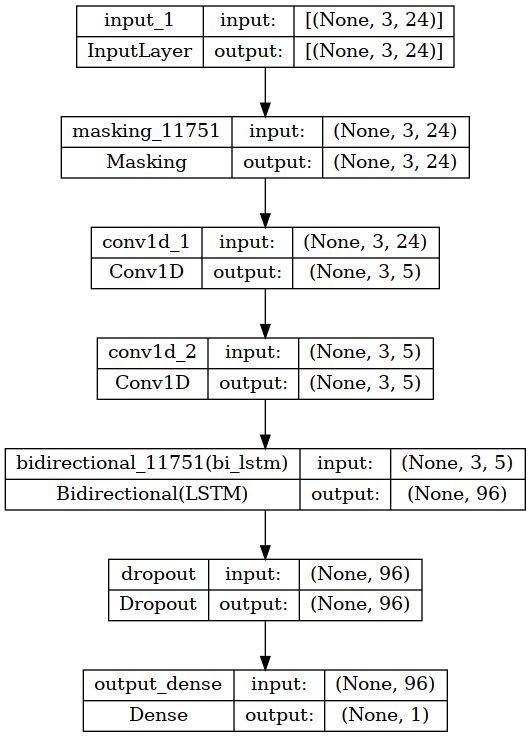 input_1 input: [(None, 3, 24)]
InputLayer output: [(None, 3, 24)]
masking_11751 input: (None, 3, 24)
Masking output: (None, 3, 24)
conv1d_1 input: (None, 3, 24)
Conv1D output: (None, 3, 5)
conv1d_2 input: (None, 3, 5)
Conv1D output: (None, 3, 5)
bidirectional_11751(bi_lstm) input: (None, 3, 5)
Bidirectional(LSTM) output: (None, 96)
dropout input: (None, 96)
Dropout output: (None, 96)
output_dense input: (None, 96)
Dense output: (None, 1)